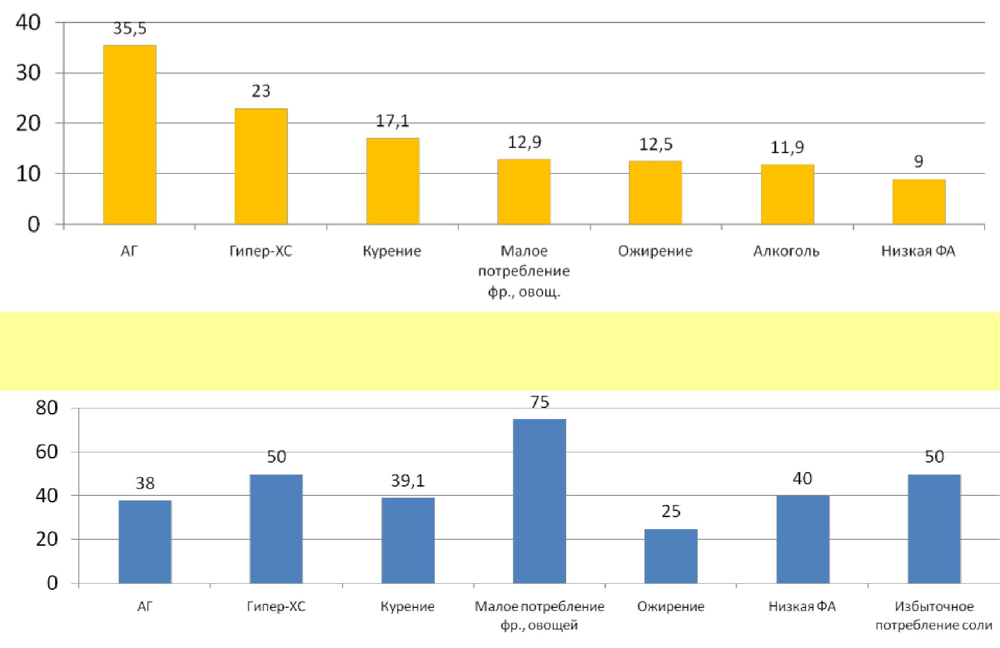 40
35,5
30
23
20
17,1
12,9
12,5
11,9
9
10
0
АГ
Гипер-ХС
Курение
Малое
потребление
фр., овощ.
Ожирение
Алкоголь
Низкая ФА
80
75
60
50
50
38
39,1
40
40
25
20
0
АГ
Гипер-ХС
Курение
Малое потребление
фр., овощей
Ожирение
Низкая ФА
Избыточное
потребление соли